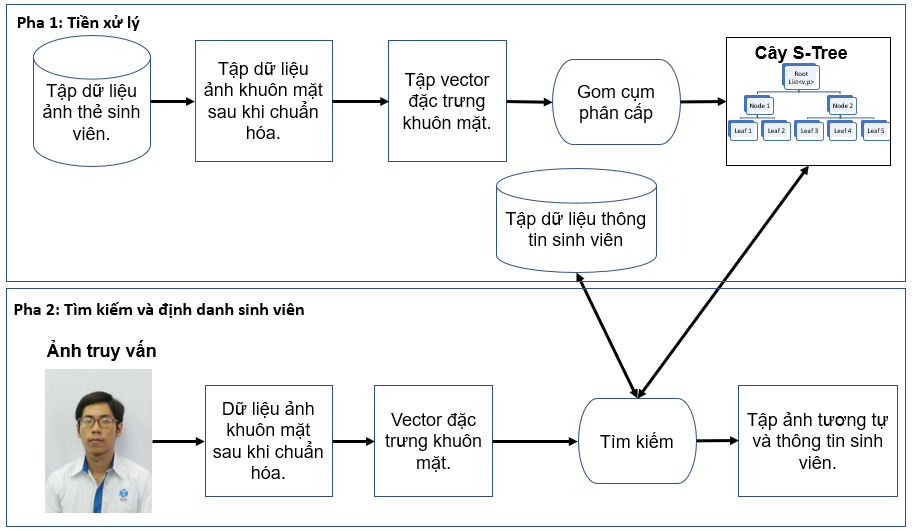 Pha 1: Tiền xử lý
Tập dữ liệu
ảnh thẻ sinh
viên.
Tập dữ liệu
ảnh khuôn mặt
sau khi chuẩn
hóa.
Tập vector
đặc trưng
khuôn mặt.
Gom cụm
phân cấp
Cây S-Tree
Root
List<v,p>
Node 1
Node 2
Leaf 1
Leaf 2
Leaf 3
Leaf 4
Leaf 5
Tập dữ liệu thông
tin sinh viên
Pha 2: Tìm kiếm và định danh sinh viên
Ảnh truy vấn
Dữ liệu ảnh
khuôn mặt
sau khi chuẩn
hóa.
Vector đặc
trưng khuôn
mặt.
Tìm kiếm
Tập ảnh tương tự
và thông tin sinh
viên.